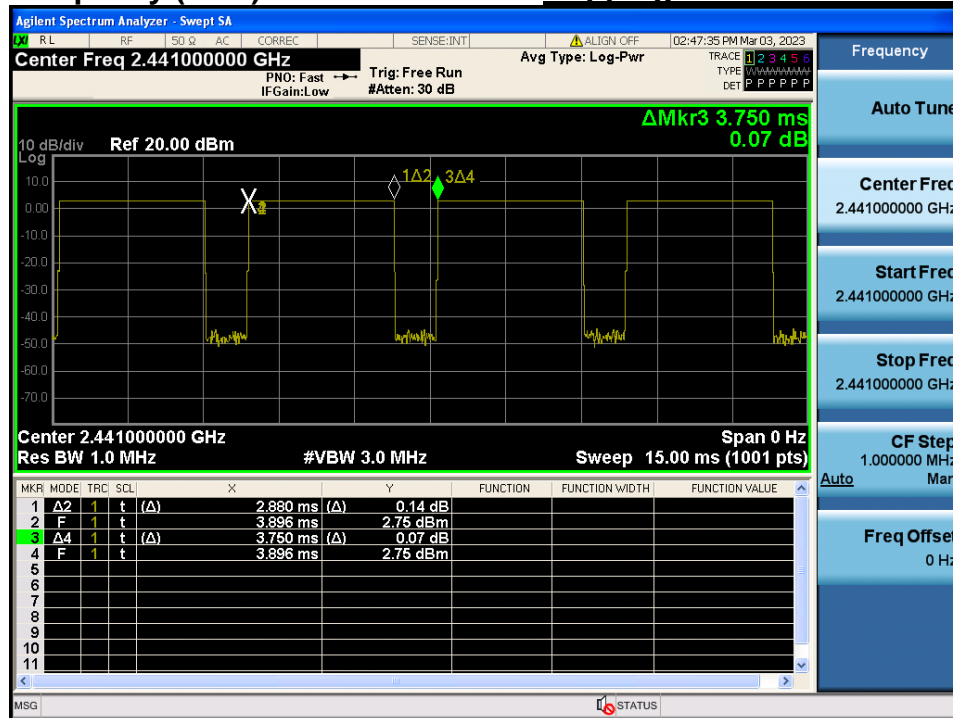 Agilent Spectrum Analyzer - Swept SA
LXI RL RF 50 Ω AC CORREC SENSE:INT ALIGN OFF 02:47:35 PM Mar 03, 2023
Center Freq 2.441000000 GHz
PNO: Fast
IFGain:Low
Trig: Free Run
#Atten: 30 dB
Avg Type: Log-Pwr
TRACE 1 2 3 4 5 6
TYPE WWWWWW
DET P P P P P P
ΔMkr3 3.750 ms
0.07 dB
10 dB/div Ref 20.00 dBm
Log
10.0
0.00
-10.0
-20.0
-30.0
-40.0
-50.0
-60.0
-70.0
X
1Δ2
3Δ4
Center 2.441000000 GHz Span 0 Hz
Res BW 1.0 MHz #VBW 3.0 MHz Sweep 15.00 ms (1001 pts)
MKR MODE TRC SCL X Y FUNCTION FUNCTION WIDTH FUNCTION VALUE
1 Δ2 1 t (Δ) 2.880 ms (Δ) 0.14 dB
2 F 1 t 3.896 ms 2.75 dBm
3 Δ4 1 t (Δ) 3.750 ms (Δ) 0.07 dB
4 F 1 t 3.896 ms 2.75 dBm
5
6
7
8
9
10
11
MSG STATUS
Frequency
Auto Tune
Center Freq
2.441000000 GHz
Start Freq
2.441000000 GHz
Stop Freq
2.441000000 GHz
CF Step
1.000000 MHz
Auto Man
Freq Offset
0 Hz